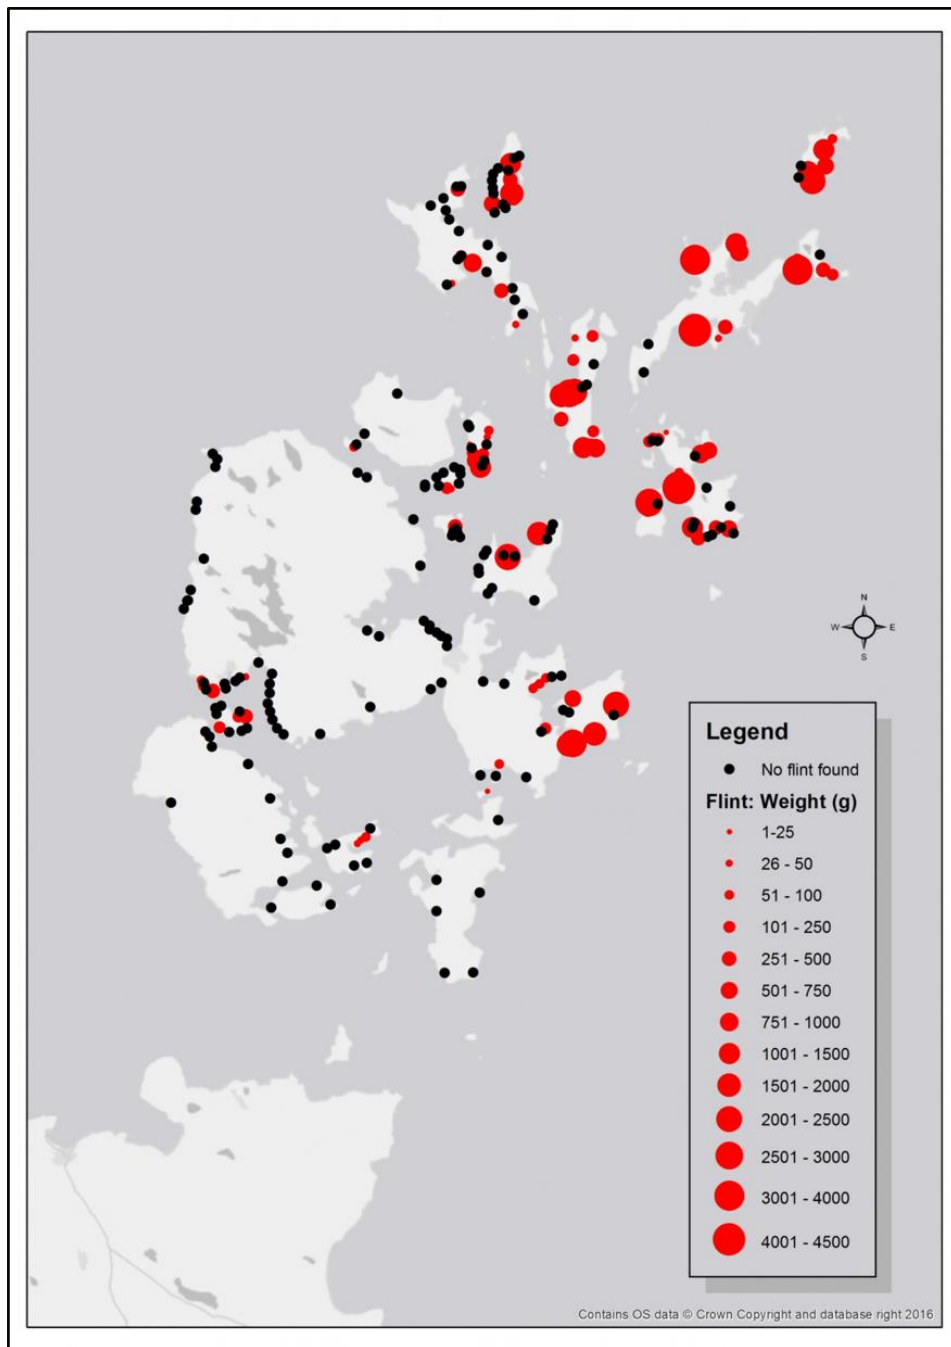 N
W E
S
Legend
No flint found
Flint: Weight (g)
1-25
26 - 50
51 - 100
101 - 250
251 - 500
501 - 750
751 - 1000
1001 - 1500
1501 - 2000
2001 - 2500
2501 - 3000
3001 - 4000
4001 - 4500
Contains OS data © Crown Copyright and database right 2016